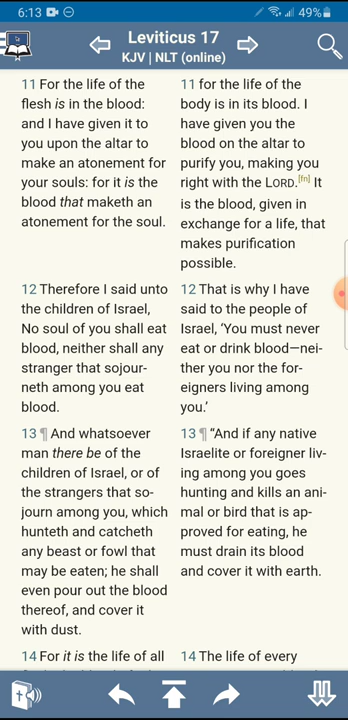 6:13
49%
Leviticus 17
KJV | NLT (online)
11 For the life of the
flesh is in the blood:
and I have given it to
you upon the altar to
make an atonement for
your souls: for it is the
blood that maketh an
atonement for the soul.
11 for the life of the
body is in its blood. I
have given you the
blood on the altar to
purify you, making you
right with the LORD.[fn] It
is the blood, given in
exchange for a life, that
makes purification
possible.
12 Therefore I said unto
the children of Israel,
No soul of you shall eat
blood, neither shall any
stranger that sojour-
neth among you eat
blood.
12 That is why I have
said to the people of
Israel, ‘You must never
eat or drink blood—nei-
ther you nor the for-
eigners living among
you.’
13 ¶ And whatsoever
man there be of the
children of Israel, or of
the strangers that so-
journ among you, which
hunteth and catcheth
any beast or fowl that
may be eaten; he shall
even pour out the blood
thereof, and cover it
with dust.
13 ¶ “And if any native
Israelite or foreigner liv-
ing among you goes
hunting and kills an ani-
mal or bird that is ap-
proved for eating, he
must drain its blood
and cover it with earth.
14 For it is the life of all
14 The life of every